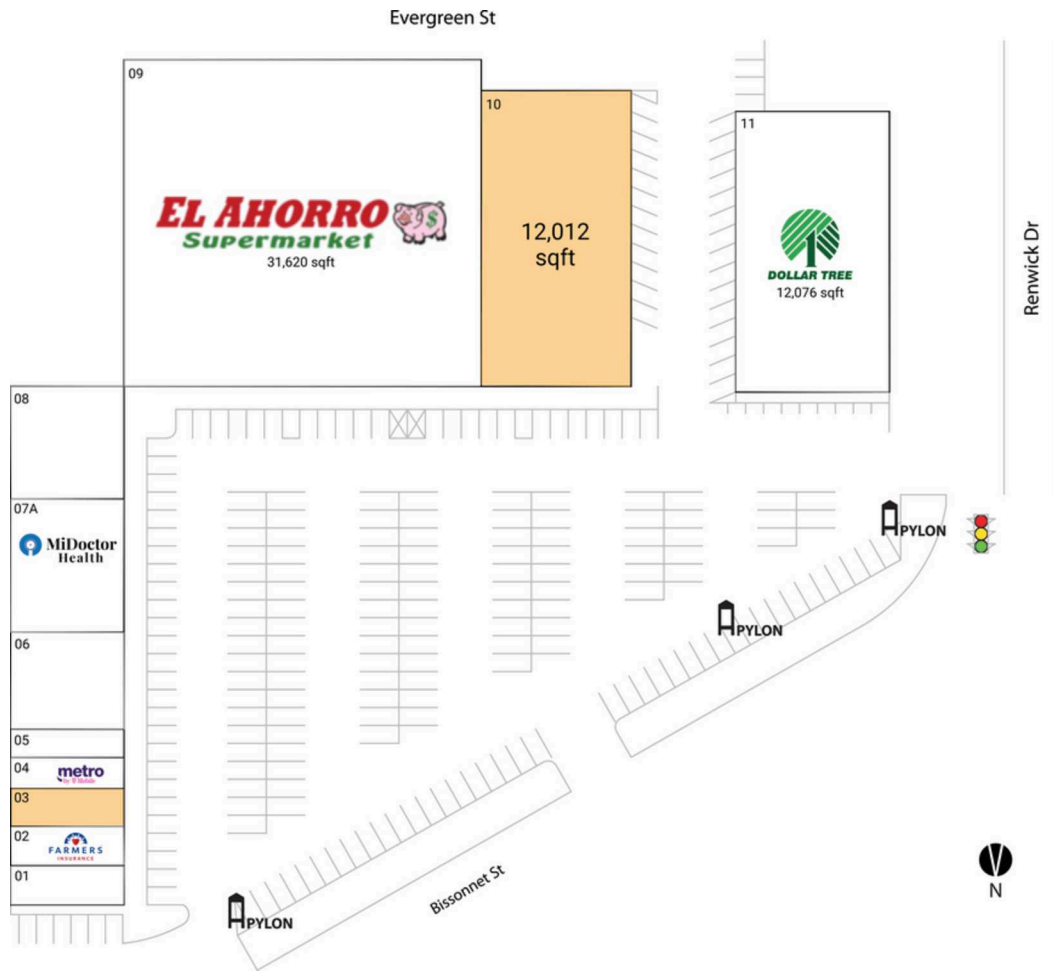 Evergreen St
09
EL AHORRO
Supermarket
$
31,620 sqft
10
12,012
sqft
11
DOLLAR TREE
12,076 sqft
Renwick Dr
08
07A
MiDoctor
Health
06
05
04
metro
by T Mobile
03
02
FARMERS
INSURANCE
01
PYLON
PYLON
PYLON
Bissonnet St
N